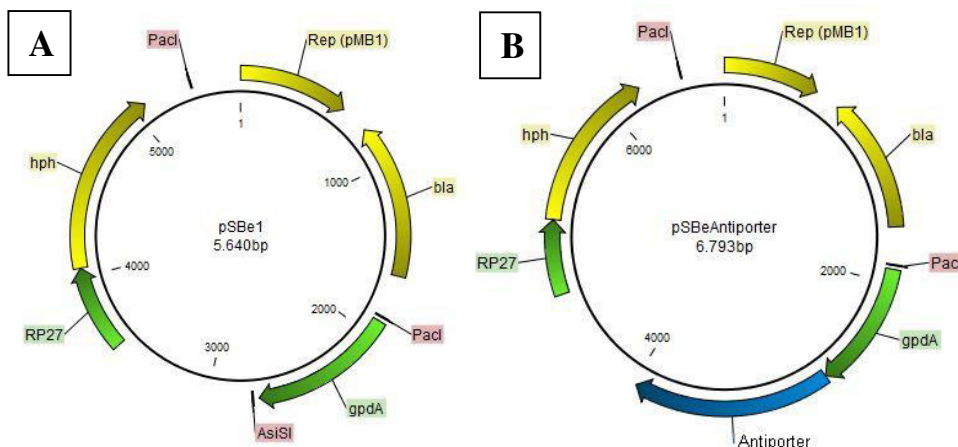 A
PacI
Rep (pMB1)
hph
1
5000
1000
bla
pSBe1
5.640bp
4000
RP27
2000
3000
PacI
gpdA
AsiSI
B
PacI
Rep (pMB1)
hph
1
6000
bla
pSBeAntiporter
6.793bp
RP27
2000
Pac
gpdA
4000
Antiporter